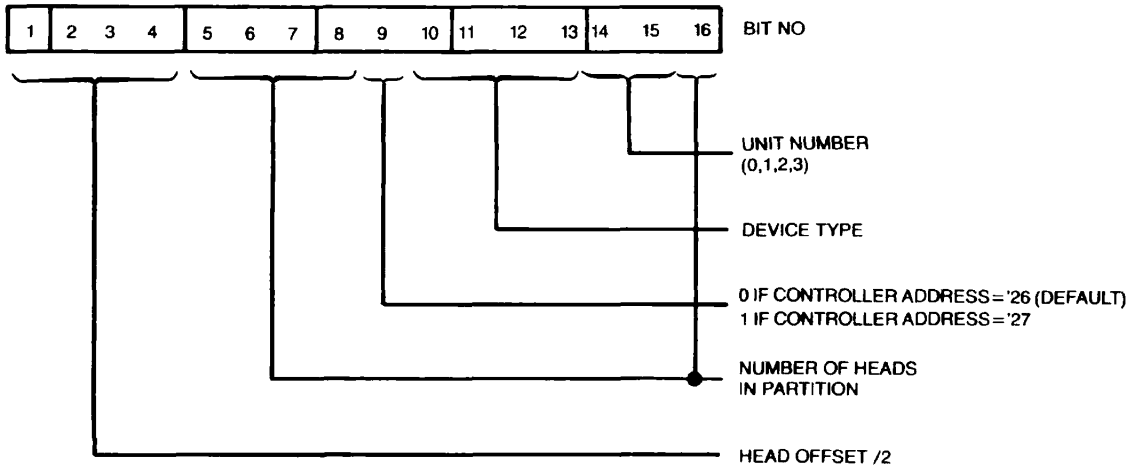 1 2 3 4 5 6 7 8 9 10 11 12 13 14 15 16 BIT NO
UNIT NUMBER
(0,1,2,3)
DEVICE TYPE
0 IF CONTROLLER ADDRESS='26 (DEFAULT)
1 IF CONTROLLER ADDRESS='27
NUMBER OF HEADS
IN PARTITION
HEAD OFFSET /2